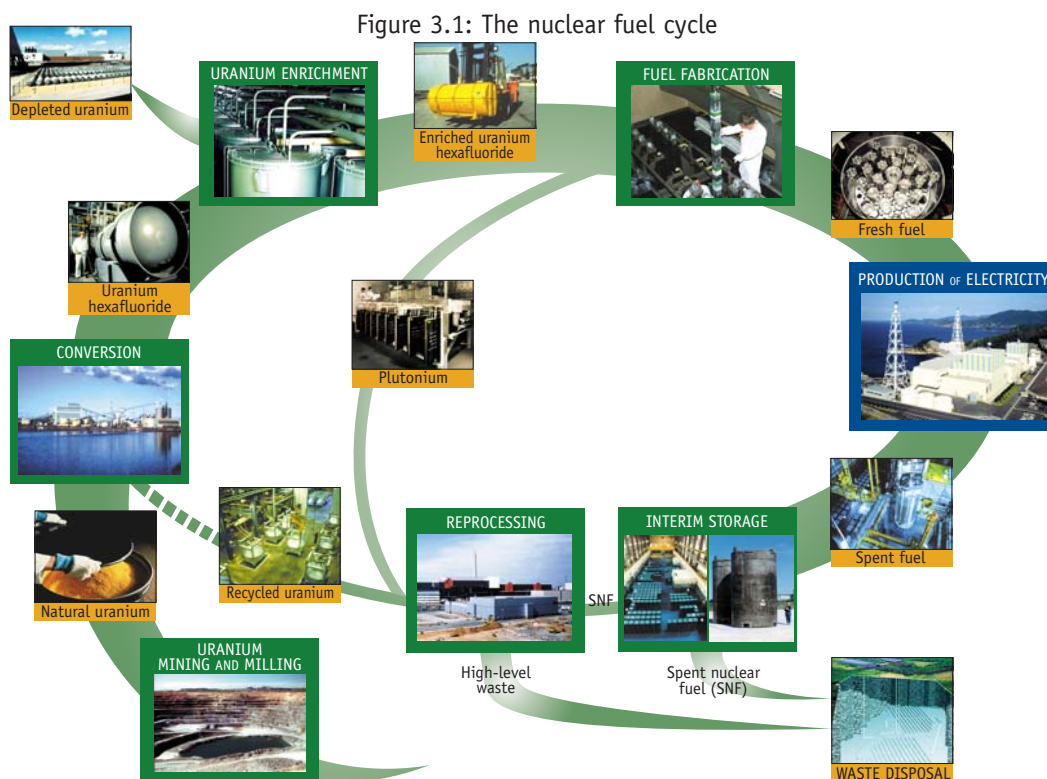 Figure 3.1: The nuclear fuel cycle
Depleted uranium
URANIUM ENRICHMENT
Enriched uranium
hexafluoride
FUEL FABRICATION
Fresh fuel
Uranium
hexafluoride
PRODUCTION OF ELECTRICITY
CONVERSION
Plutonium
Natural uranium
Recycled uranium
REPROCESSING
SNF
INTERIM STORAGE
Spent fuel
URANIUM
MINING AND MILLING
High-level
waste
Spent nuclear
fuel (SNF)
WASTE DISPOSAL